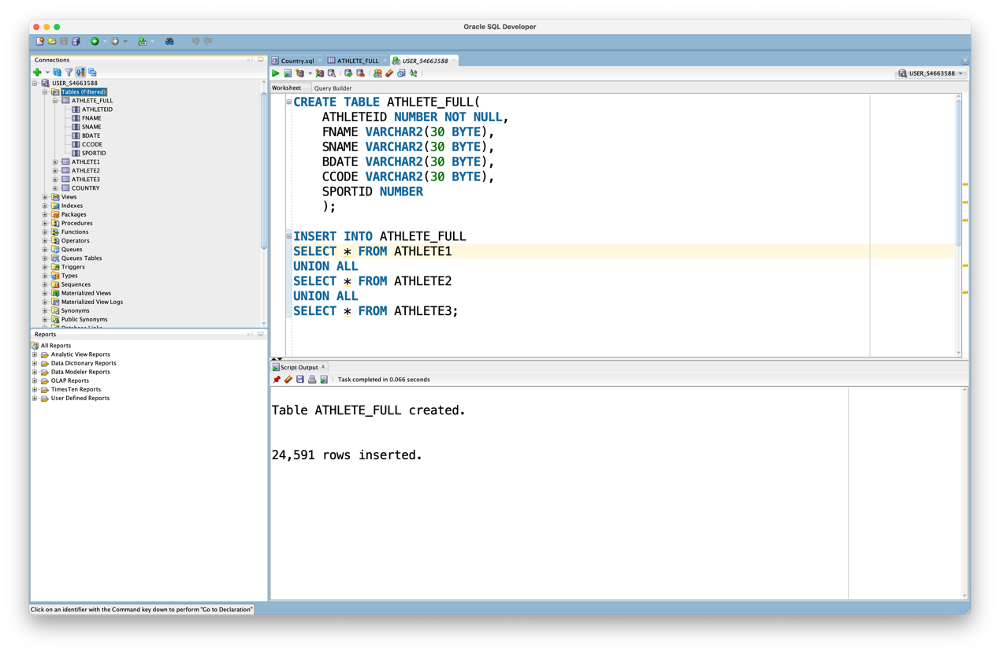 Oracle SQL Developer
Connections
USER_S4663588
Tables (Filtered)
ATHLETE_FULL
ATHLETEID
FNAME
SNAME
BDATE
CCODE
SPORTID
ATHLETE1
ATHLETE2
ATHLETE3
COUNTRY
Views
Indexes
Packages
Procedures
Functions
Operators
Queues
Queues Tables
Triggers
Types
Sequences
Materialized Views
Materialized View Logs
Synonyms
Public Synonyms
Reports
All Reports
Analytic View Reports
Data Dictionary Reports
Data Modeler Reports
OLAP Reports
TimesTen Reports
User Defined Reports
Country.sql
ATHLETE_FULL
USER_S4663588
USER_S4663588
Worksheet Query Builder
CREATE TABLE ATHLETE_FULL(
ATHLETEID NUMBER NOT NULL,
FNAME VARCHAR2(30 BYTE),
SNAME VARCHAR2(30 BYTE),
BDATE VARCHAR2(30 BYTE),
CCODE VARCHAR2(30 BYTE),
SPORTID NUMBER
);
INSERT INTO ATHLETE_FULL
SELECT * FROM ATHLETE1
UNION ALL
SELECT * FROM ATHLETE2
UNION ALL
SELECT * FROM ATHLETE3;
Script Output
Task completed in 0.066 seconds
Table ATHLETE_FULL created.
24,591 rows inserted.
Click on an identifier with the Command key down to perform "Go to Declaration"